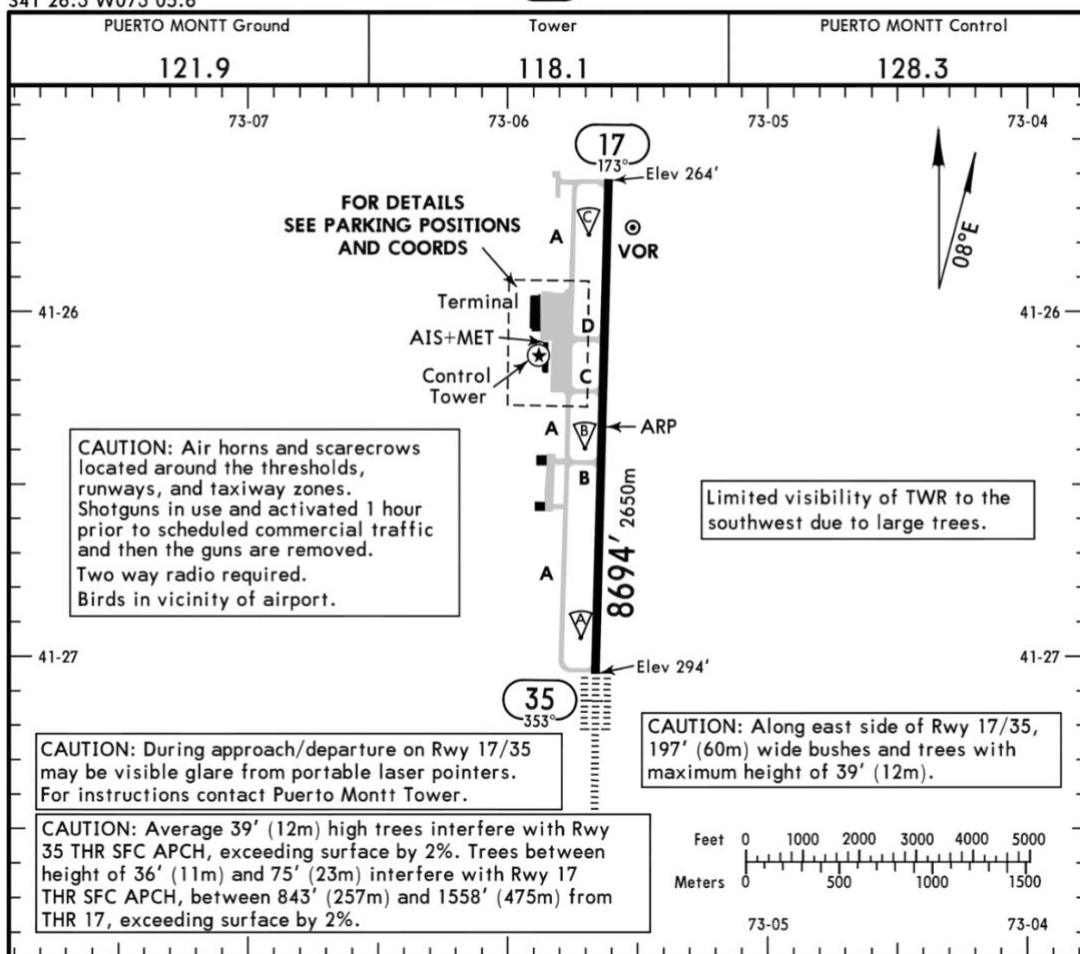 S41 26.3 W073 05.6
PUERTO MONTT Ground
Tower
PUERTO MONTT Control
121.9
118.1
128.3
73-07
73-06
73-05
73-04
17
173°
Elev 264'
FOR DETAILS
SEE PARKING POSITIONS
AND COORDS
C
A
VOR
08°E
41-26
Terminal
D
41-26
AIS+MET
C
Control
Tower
A
B
ARP
B
CAUTION: Air horns and scarecrows
located around the thresholds,
runways, and taxiway zones.
Shotguns in use and activated 1 hour
prior to scheduled commercial traffic
and then the guns are removed.
Two way radio required.
Birds in vicinity of airport.
8694' 2650m
Limited visibility of TWR to the
southwest due to large trees.
A
A
41-27
41-27
Elev 294'
35
353°
CAUTION: Along east side of Rwy 17/35,
197' (60m) wide bushes and trees with
maximum height of 39' (12m).
CAUTION: During approach/departure on Rwy 17/35
may be visible glare from portable laser pointers.
For instructions contact Puerto Montt Tower.
CAUTION: Average 39' (12m) high trees interfere with Rwy
35 THR SFC APCH, exceeding surface by 2%. Trees between
height of 36' (11m) and 75' (23m) interfere with Rwy 17
THR SFC APCH, between 843' (257m) and 1558' (475m) from
THR 17, exceeding surface by 2%.
Feet 0 1000 2000 3000 4000 5000
Meters 0 500 1000 1500
73-05
73-04